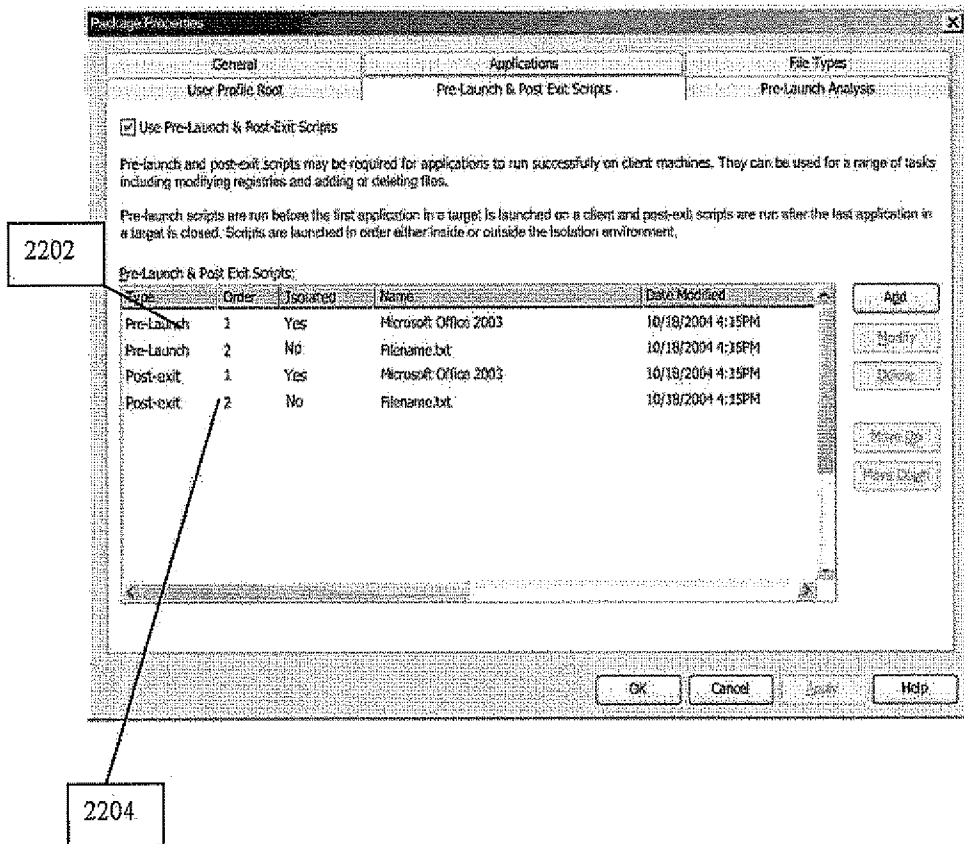 Package Properties
General
Applications
File Types
User Profile Root
Pre-Launch & Post Exit Scripts
Pre-Launch Analysis
Use Pre-Launch & Post-Exit Scripts
Pre-launch and post-exit scripts may be required for applications to run successfully on client machines. They can be used for a range of tasks
including modifying registries and adding or deleting files.
Pre-launch scripts are run before the first application in a target is launched on a client and post-exit scripts are run after the last application in
a target is closed. Scripts are launched in order either inside or outside the isolation environment.
2202
Pre-Launch & Post Exit Scripts:
Type Order Isolated Name Date Modified
Pre-Launch 1 Yes Microsoft Office 2003 10/18/2004 4:35PM
Pre-Launch 2 No Filename.txt 10/18/2004 4:35PM
Post-exit 1 Yes Microsoft Office 2003 10/18/2004 4:35PM
Post-exit 2 No Filename.txt 10/18/2004 4:35PM
Add
Modify
Delete
Move Up
Move Down
OK
Cancel
Apply
Help
2204